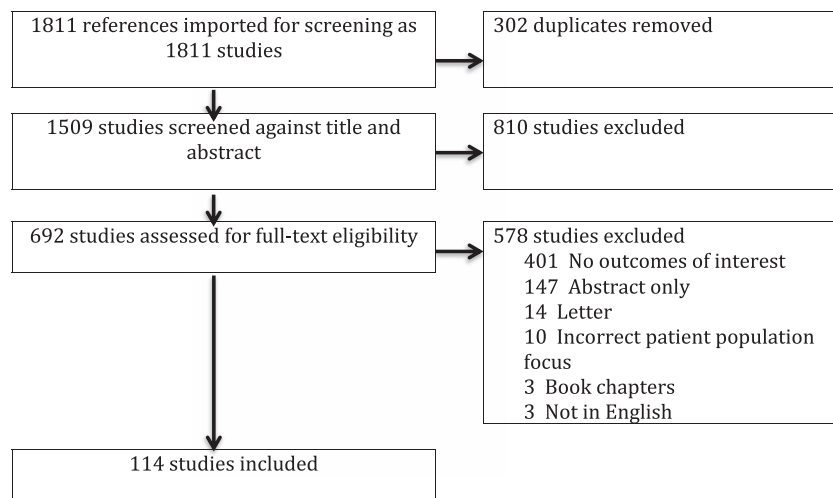 1811 references imported for screening as
1811 studies
302 duplicates removed
1509 studies screened against title and
abstract
810 studies excluded
692 studies assessed for full-text eligibility
578 studies excluded
401 No outcomes of interest
147 Abstract only
14 Letter
10 Incorrect patient population
focus
3 Book chapters
3 Not in English
114 studies included